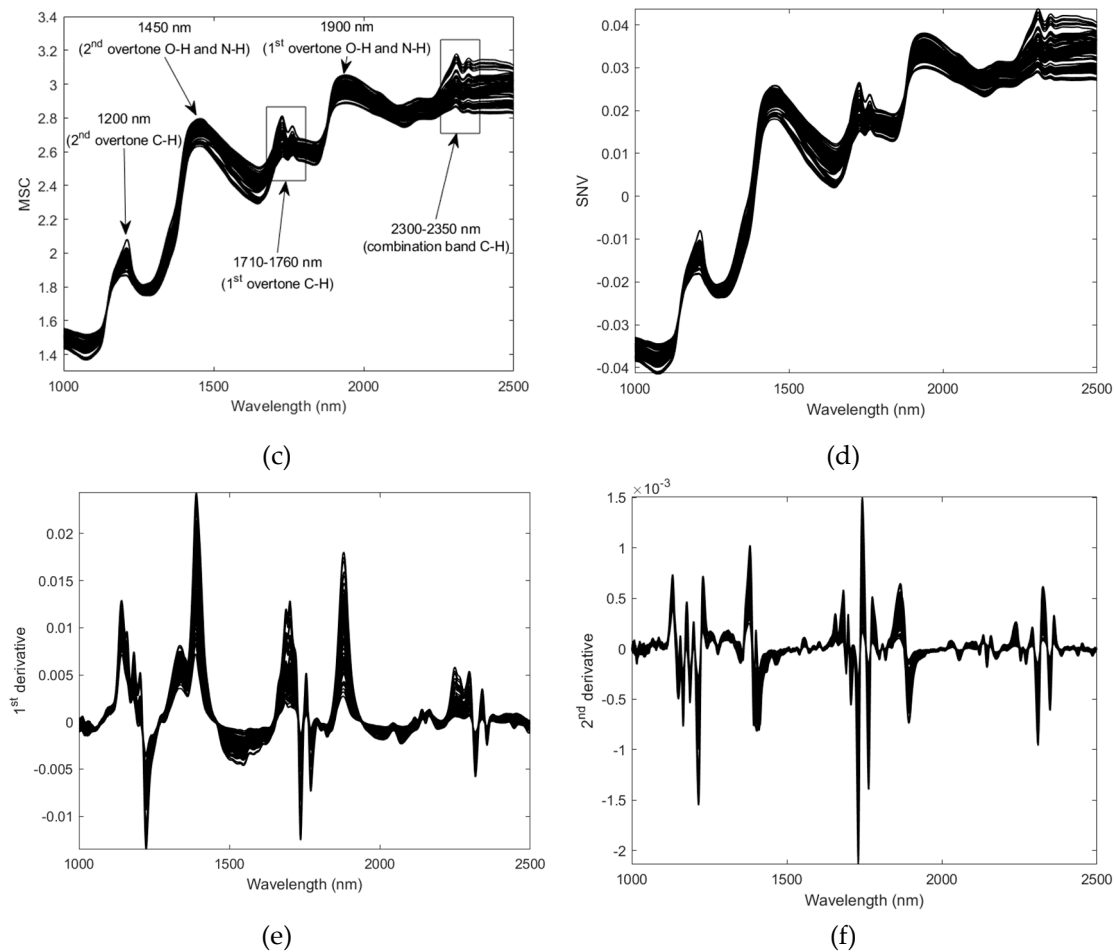 3.4
3.2
3
2.8
2.6
2.4
2.2
2
1.8
1.6
1.4
MSC
1450 nm
(2nd overtone O-H and N-H)
1900 nm
(1st overtone O-H and N-H)
1200 nm
(2nd overtone C-H)
1710-1760 nm
(1st overtone C-H)
2300-2350 nm
(combination band C-H)
1000 1500 2000 2500
Wavelength (nm)
(c)
0.04
0.03
0.02
0.01
0
-0.01
-0.02
-0.03
-0.04
SNV
1000 1500 2000 2500
Wavelength (nm)
(d)
0.02
0.015
0.01
0.005
0
-0.005
-0.01
1st derivative
1000 1500 2000 2500
Wavelength (nm)
(e)
×10-3
1.5
1
0.5
0
-0.5
-1
-1.5
-2
2nd derivative
1000 1500 2000 2500
Wavelength (nm)
(f)